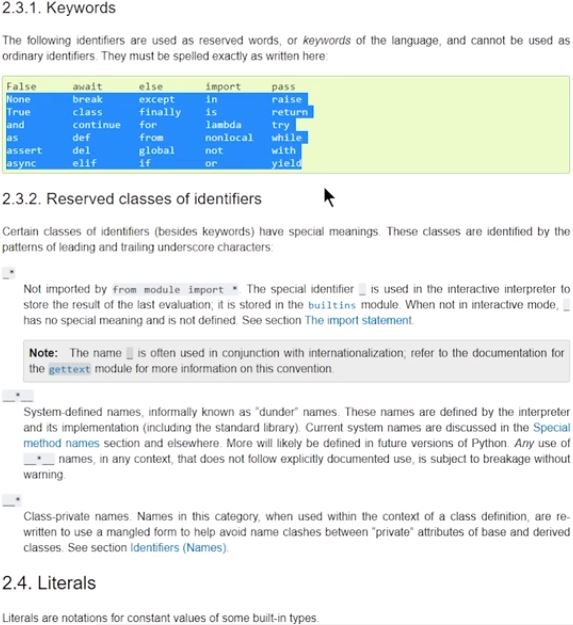 2.3.1. Keywords
The following identifiers are used as reserved words, or keywords of the language, and cannot be used as
ordinary identifiers. They must be spelled exactly as written here:
False await else import pass
None break except in raise
True class finally is return
and continue for lambda try
as def from nonlocal while
assert del global not with
async elif if or yield
2.3.2. Reserved classes of identifiers
Certain classes of identifiers (besides keywords) have special meanings. These classes are identified by the
patterns of leading and trailing underscore characters:
_*
Not imported by from module import *. The special identifier _ is used in the interactive interpreter to
store the result of the last evaluation; it is stored in the builtins module. When not in interactive mode, _
has no special meaning and is not defined. See section The import statement.
Note: The name _ is often used in conjunction with internationalization; refer to the documentation for
the gettext module for more information on this convention.
__*__
System-defined names, informally known as "dunder" names. These names are defined by the interpreter
and its implementation (including the standard library). Current system names are discussed in the Special
method names section and elsewhere. More will likely be defined in future versions of Python. Any use of
__*__ names, in any context, that does not follow explicitly documented use, is subject to breakage without
warning.
__*
Class-private names. Names in this category, when used within the context of a class definition, are re-
written to use a mangled form to help avoid name clashes between "private" attributes of base and derived
classes. See section Identifiers (Names).
2.4. Literals
Literals are notations for constant values of some built-in types.